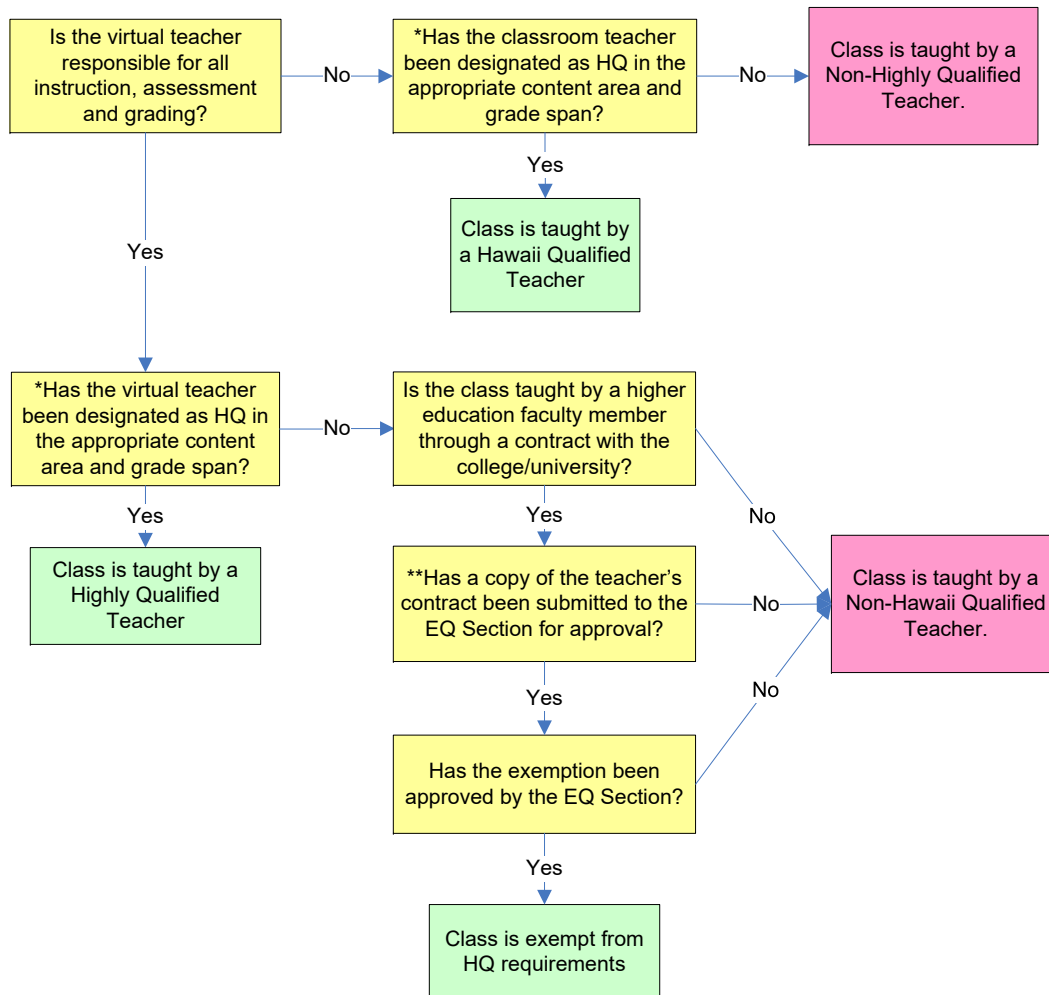 Is the virtual teacher
responsible for all
instruction, assessment
and grading?
No
*Has the classroom teacher
been designated as HQ in the
appropriate content area and
grade span?
No
Class is taught by a
Non-Highly Qualified
Teacher.
Yes
Class is taught by
a Hawaii Qualified
Teacher
Yes
*Has the virtual teacher
been designated as HQ in
the appropriate content
area and grade span?
No
Is the class taught by a higher
education faculty member
through a contract with the
college/university?
No
Yes
Class is taught by a
Highly Qualified
Teacher
Yes
**Has a copy of the teacher’s
contract been submitted to the
EQ Section for approval?
No
Class is taught by a
Non-Hawaii Qualified
Teacher.
Yes
Has the exemption been
approved by the EQ Section?
No
Yes
Class is exempt from
HQ requirements